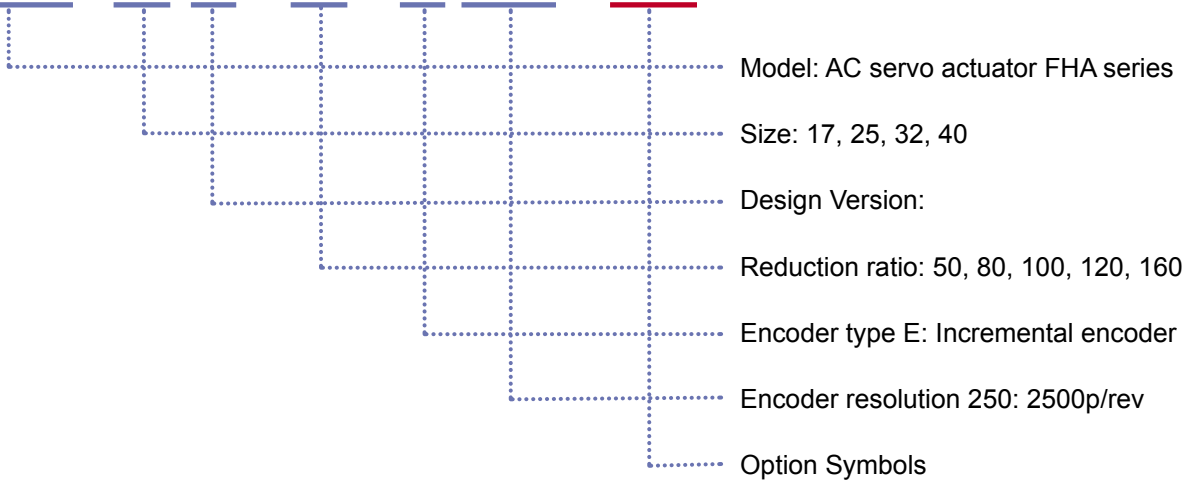 Model: AC servo actuator FHA series
Size: 17, 25, 32, 40
Design Version:
Reduction ratio: 50, 80, 100, 120, 160
Encoder type E: Incremental encoder
Encoder resolution 250: 2500p/rev
Option Symbols